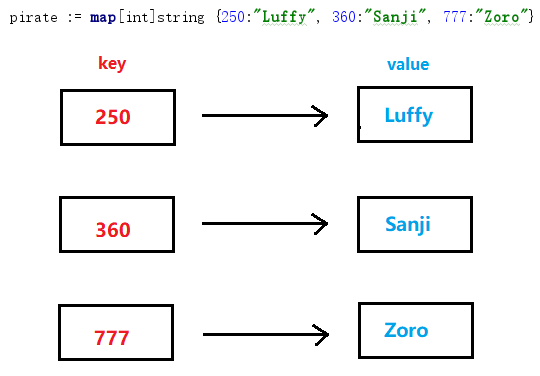 pirate := map[int]string {250:"Luffy", 360:"Sanji", 777:"Zoro"}
key value
250 Luffy
360 Sanji
777 Zoro